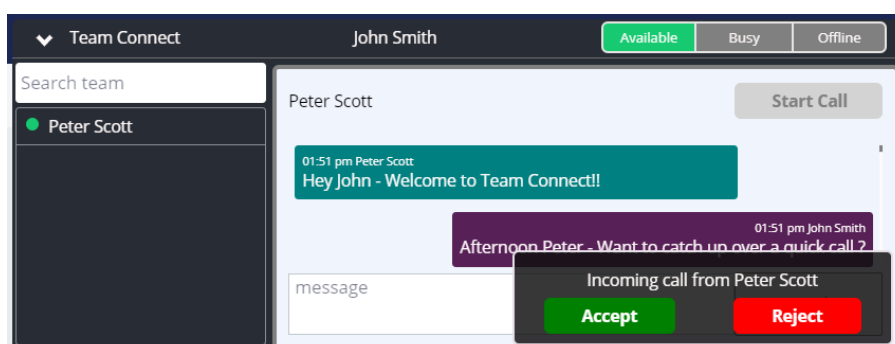 Team Connect
John Smith
Available
Busy
Offline
Search team
Peter Scott
Peter Scott
Start Call
01:51 pm Peter Scott
Hey John - Welcome to Team Connect!!
01:51 pm John Smith
Afternoon Peter - Want to catch up over a quick call ?
message
Incoming call from Peter Scott
Accept
Reject